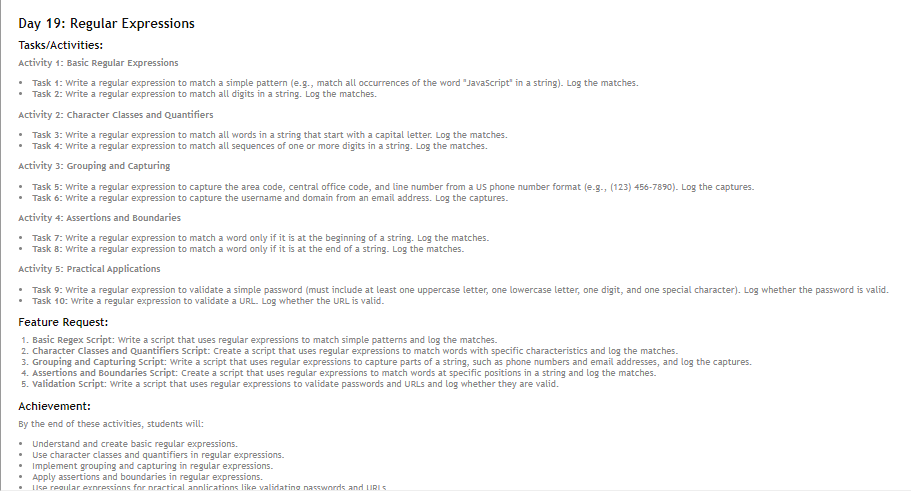 Day 19: Regular Expressions
Tasks/Activities:
Activity 1: Basic Regular Expressions
• Task 1: Write a regular expression to match a simple pattern (e.g., match all occurrences of the word "JavaScript" in a string). Log the matches.
• Task 2: Write a regular expression to match all digits in a string. Log the matches.
Activity 2: Character Classes and Quantifiers
• Task 3: Write a regular expression to match all words in a string that start with a capital letter. Log the matches.
• Task 4: Write a regular expression to match all sequences of one or more digits in a string. Log the matches.
Activity 3: Grouping and Capturing
• Task 5: Write a regular expression to capture the area code, central office code, and line number from a US phone number format (e.g., (123) 456-7890). Log the captures.
• Task 6: Write a regular expression to capture the username and domain from an email address. Log the captures.
Activity 4: Assertions and Boundaries
• Task 7: Write a regular expression to match a word only if it is at the beginning of a string. Log the matches.
• Task 8: Write a regular expression to match a word only if it is at the end of a string. Log the matches.
Activity 5: Practical Applications
• Task 9: Write a regular expression to validate a simple password (must include at least one uppercase letter, one lowercase letter, one digit, and one special character). Log whether the password is valid.
• Task 10: Write a regular expression to validate a URL. Log whether the URL is valid.
Feature Request:
1. Basic Regex Script: Write a script that uses regular expressions to match simple patterns and log the matches.
2. Character Classes and Quantifiers Script: Create a script that uses regular expressions to match words with specific characteristics and log the matches.
3. Grouping and Capturing Script: Write a script that uses regular expressions to capture parts of a string, such as phone numbers and email addresses, and log the captures.
4. Assertions and Boundaries Script: Create a script that uses regular expressions to match words at specific positions in a string and log the matches.
5. Validation Script: Write a script that uses regular expressions to validate passwords and URLs and log whether they are valid.
Achievement:
By the end of these activities, students will:
• Understand and create basic regular expressions.
• Use character classes and quantifiers in regular expressions.
• Implement grouping and capturing in regular expressions.
• Apply assertions and boundaries in regular expressions.
• Use regular expressions for practical applications like validating passwords and URLs.